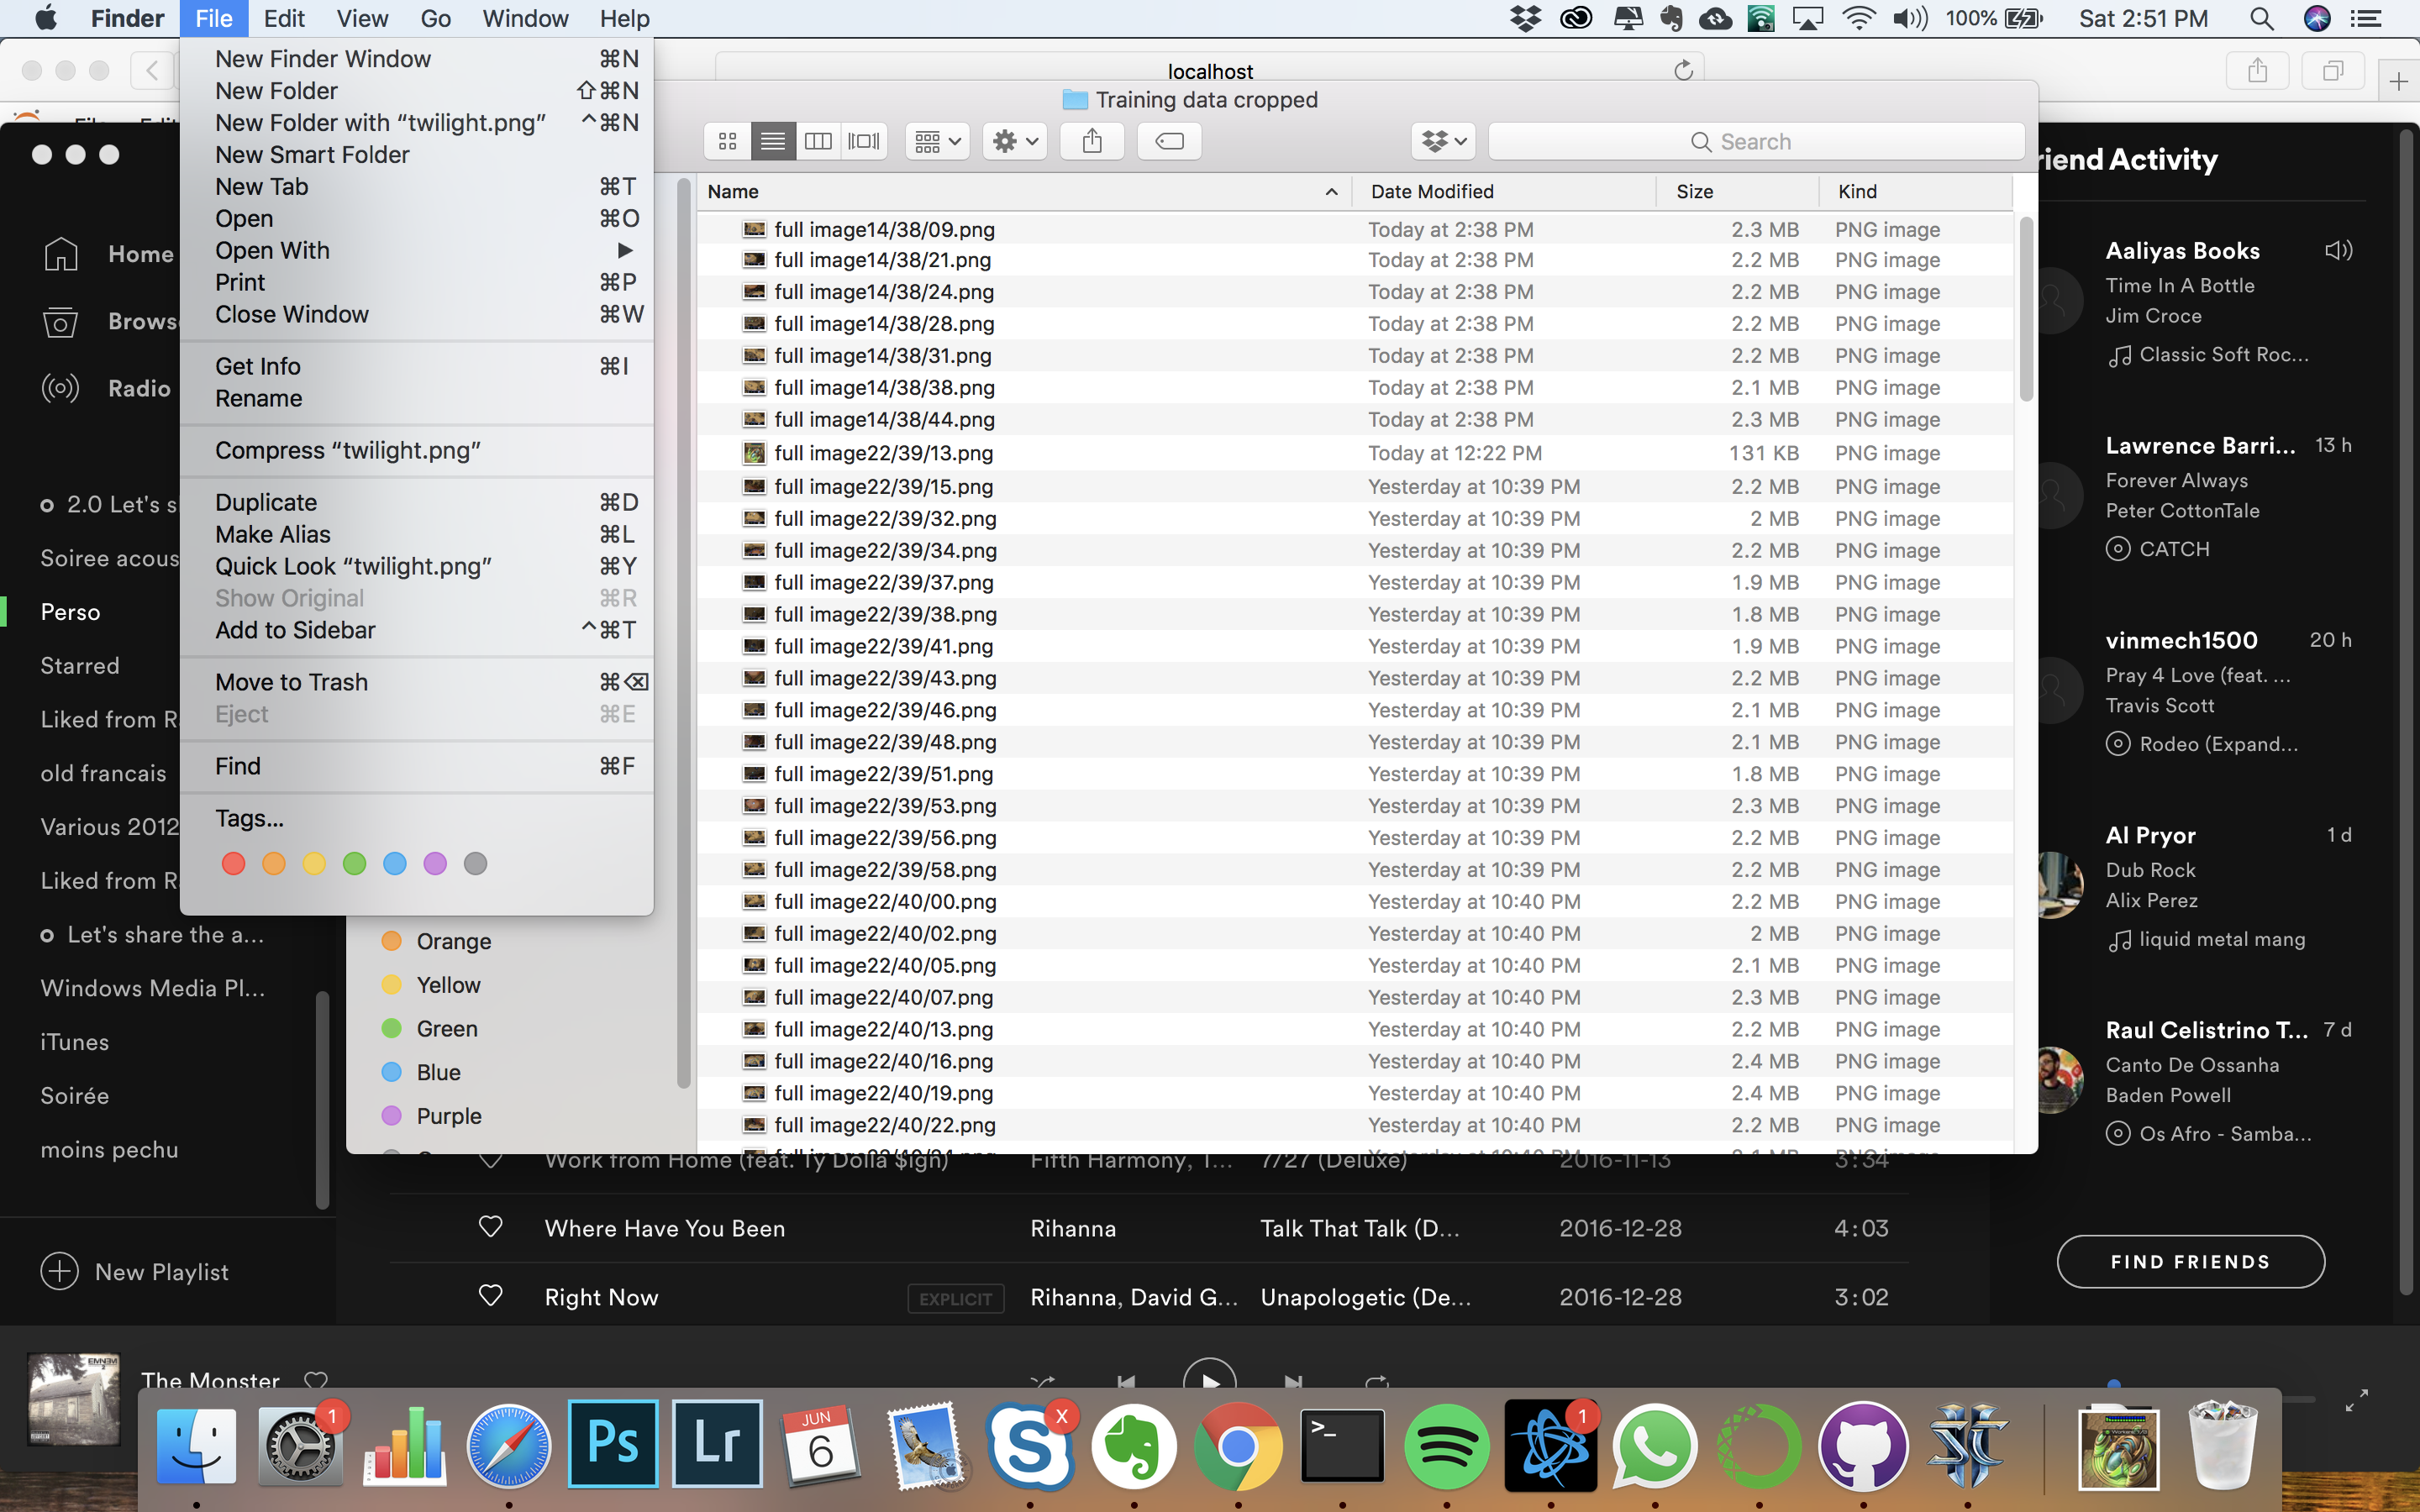 Finder File Edit View Go Window Help 100% Sat 2:51 PM
localhost
New Finder Window ⌘N
New Folder ⇧⌘N
New Folder with “twilight.png” ^⌘N
New Smart Folder
New Tab ⌘T
Open ⌘O
Open With ▶
Print ⌘P
Close Window ⌘W
Get Info ⌘I
Rename
Compress “twilight.png”
Duplicate ⌘D
Make Alias ⌘L
Quick Look “twilight.png” ⌘Y
Show Original ⌘R
Add to Sidebar ^⌘T
Move to Trash ⌘⌫
Eject ⌘E
Find ⌘F
Tags...
Orange
Yellow
Green
Blue
Purple
Training data cropped
Search
Name Date Modified Size Kind
full image14/38/09.png Today at 2:38 PM 2.3 MB PNG image
full image14/38/21.png Today at 2:38 PM 2.2 MB PNG image
full image14/38/24.png Today at 2:38 PM 2.2 MB PNG image
full image14/38/28.png Today at 2:38 PM 2.2 MB PNG image
full image14/38/31.png Today at 2:38 PM 2.2 MB PNG image
full image14/38/38.png Today at 2:38 PM 2.1 MB PNG image
full image14/38/44.png Today at 2:38 PM 2.3 MB PNG image
full image22/39/13.png Today at 12:22 PM 131 KB PNG image
full image22/39/15.png Yesterday at 10:39 PM 2.2 MB PNG image
full image22/39/32.png Yesterday at 10:39 PM 2 MB PNG image
full image22/39/34.png Yesterday at 10:39 PM 2.2 MB PNG image
full image22/39/37.png Yesterday at 10:39 PM 1.9 MB PNG image
full image22/39/38.png Yesterday at 10:39 PM 1.8 MB PNG image
full image22/39/41.png Yesterday at 10:39 PM 1.9 MB PNG image
full image22/39/43.png Yesterday at 10:39 PM 2.2 MB PNG image
full image22/39/46.png Yesterday at 10:39 PM 2.1 MB PNG image
full image22/39/48.png Yesterday at 10:39 PM 2.1 MB PNG image
full image22/39/51.png Yesterday at 10:39 PM 1.8 MB PNG image
full image22/39/53.png Yesterday at 10:39 PM 2.3 MB PNG image
full image22/39/56.png Yesterday at 10:39 PM 2.2 MB PNG image
full image22/39/58.png Yesterday at 10:39 PM 2.2 MB PNG image
full image22/40/00.png Yesterday at 10:40 PM 2.2 MB PNG image
full image22/40/02.png Yesterday at 10:40 PM 2 MB PNG image
full image22/40/05.png Yesterday at 10:40 PM 2.1 MB PNG image
full image22/40/07.png Yesterday at 10:40 PM 2.3 MB PNG image
full image22/40/13.png Yesterday at 10:40 PM 2.2 MB PNG image
full image22/40/16.png Yesterday at 10:40 PM 2.4 MB PNG image
full image22/40/19.png Yesterday at 10:40 PM 2.4 MB PNG image
full image22/40/22.png Yesterday at 10:40 PM 2.2 MB PNG image
Home
Brows
Radio
2.0 Let's s
Soiree acous
Perso
Starred
Liked from R
old francais
Various 2012
Liked from R
Let's share the a...
Windows Media Pl...
iTunes
Soirée
moins pechu
New Playlist
Work from Home (feat. Ty Dolla $ign) Fifth Harmony, T... 7/27 (Deluxe) 2016-11-13 3:34
Where Have You Been Rihanna Talk That Talk (D... 2016-12-28 4:03
Right Now EXPLICIT Rihanna, David G... Unapologetic (De... 2016-12-28 3:02
riend Activity
Aaliyas Books
Time In A Bottle
Jim Croce
Classic Soft Roc...
Lawrence Barri... 13 h
Forever Always
Peter CottonTale
CATCH
vinmech1500 20 h
Pray 4 Love (feat. ...
Travis Scott
Rodeo (Expand...
Al Pryor 1 d
Dub Rock
Alix Perez
liquid metal mang
Raul Celistrino T... 7 d
Canto De Ossanha
Baden Powell
Os Afro - Samba...
FIND FRIENDS
EMINEM
The Monster
1
Ps
Lr
JUN
6
S
X
>_
1